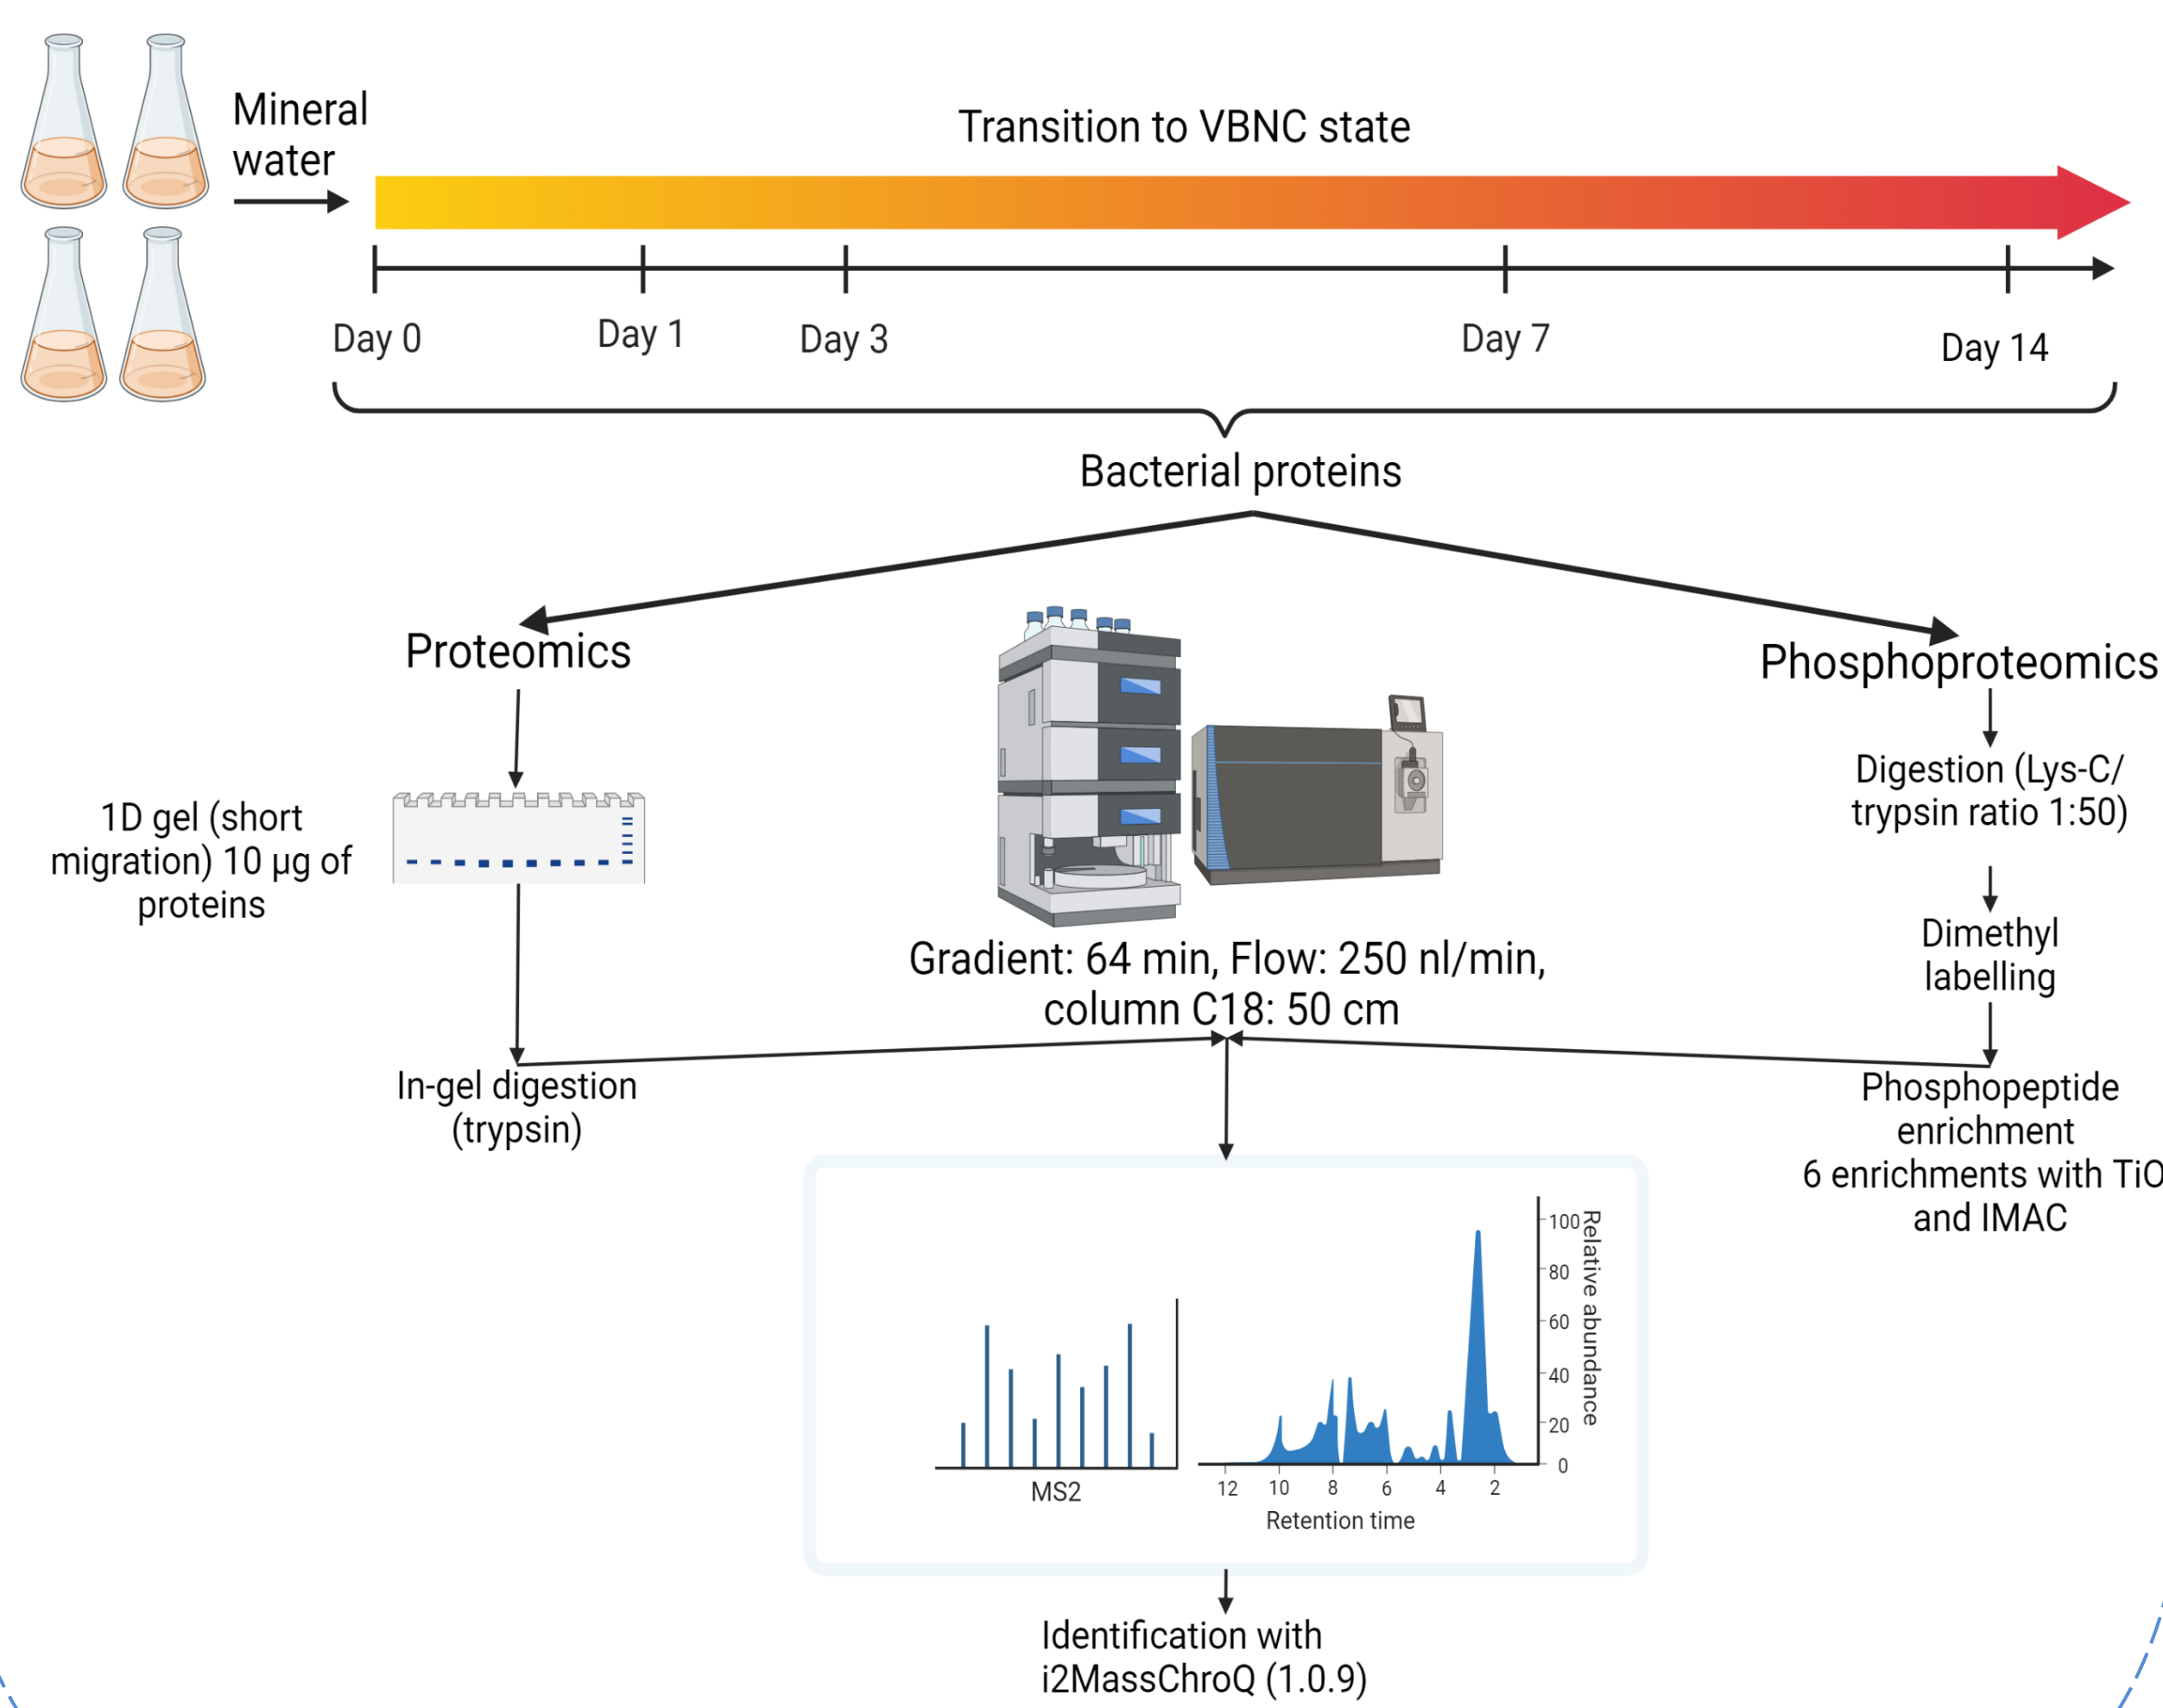 Mineral
water
Transition to VBNC state
Day 0
Day 1
Day 3
Day 7
Day 14
Bacterial proteins
Proteomics
Phosphoproteomics
1D gel (short
migration) 10 µg of
proteins
Digestion (Lys-C/
trypsin ratio 1:50)
Dimethyl
labelling
Gradient: 64 min, Flow: 250 nl/min,
column C18: 50 cm
In-gel digestion
(trypsin)
Phosphopeptide
enrichment
6 enrichments with TiO
and IMAC
MS2
100
80
60
40
20
0
Relative abundance
12 10 8 6 4 2
Retention time
Identification with
i2MassChroQ (1.0.9)